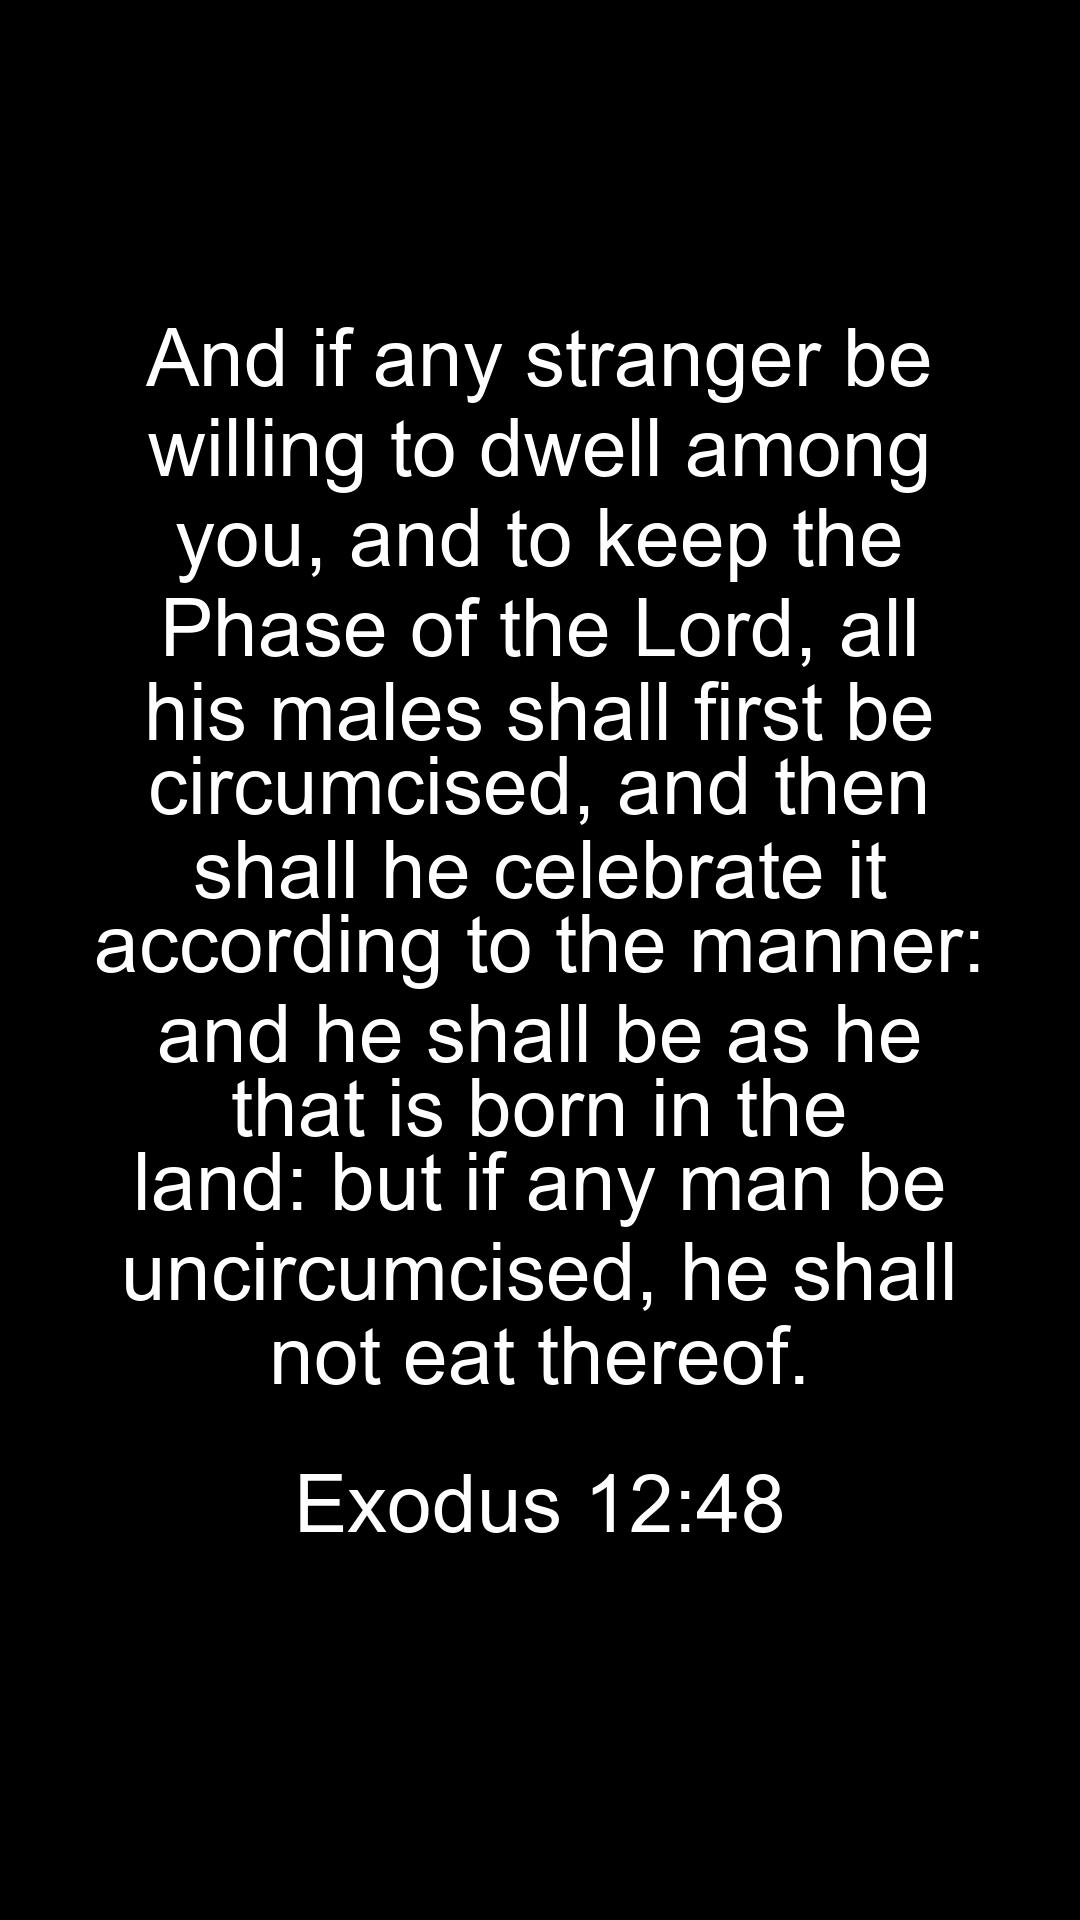 And if any stranger be
willing to dwell among
you, and to keep the
Phase of the Lord, all
his males shall first be
circumcised, and then
shall he celebrate it
according to the manner:
and he shall be as he
that is born in the
land: but if any man be
uncircumcised, he shall
not eat thereof.
Exodus 12:48